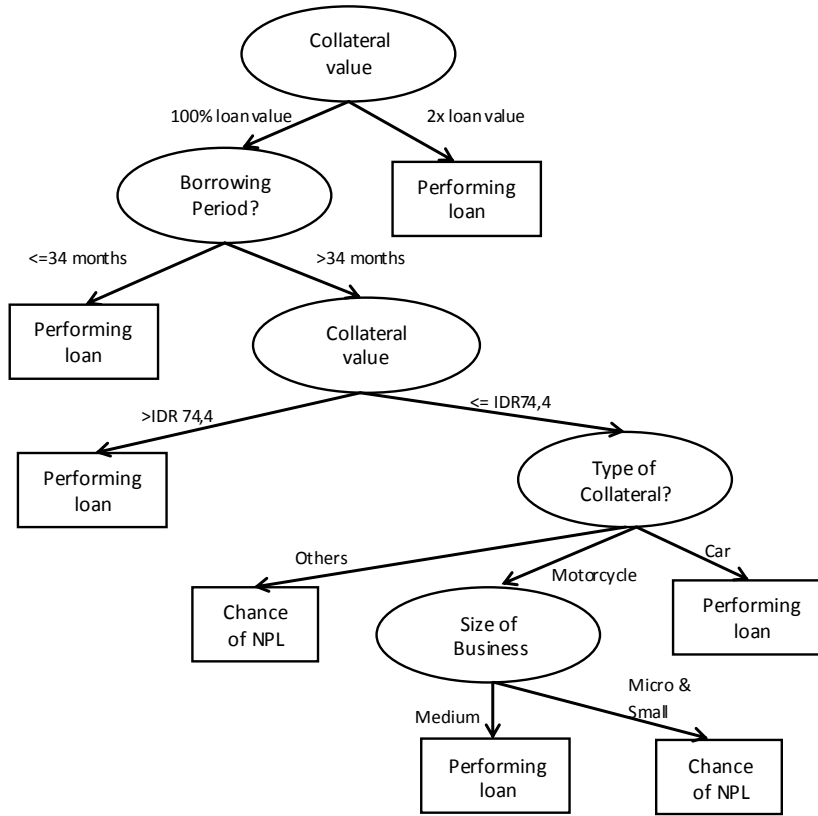 Collateral
value
100% loan value
2x loan value
Borrowing
Period?
Performing
loan
<=34 months
>34 months
Performing
loan
Collateral
value
>IDR 74,4
<= IDR74,4
Performing
loan
Type of
Collateral?
Others
Motorcycle
Car
Chance
of NPL
Size of
Business
Performing
loan
Medium
Micro &
Small
Performing
loan
Chance
of NPL